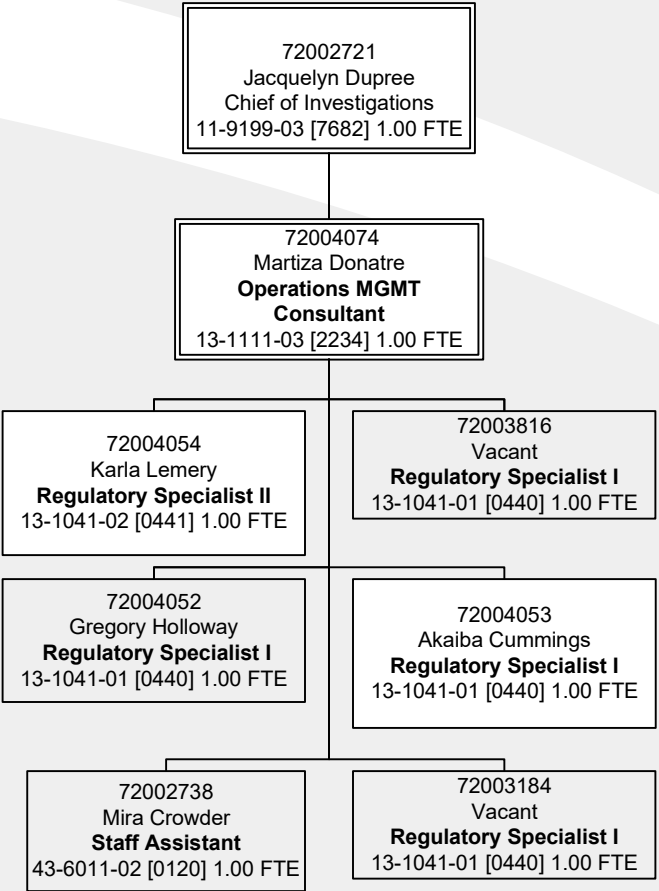 72002721
Jacquelyn Dupree
Chief of Investigations
11-9199-03 [7682] 1.00 FTE
72004074
Martiza Donatre
Operations MGMT
Consultant
13-1111-03 [2234] 1.00 FTE
72004054
Karla Lemery
Regulatory Specialist II
13-1041-02 [0441] 1.00 FTE
72003816
Vacant
Regulatory Specialist I
13-1041-01 [0440] 1.00 FTE
72004052
Gregory Holloway
Regulatory Specialist I
13-1041-01 [0440] 1.00 FTE
72004053
Akaiba Cummings
Regulatory Specialist I
13-1041-01 [0440] 1.00 FTE
72002738
Mira Crowder
Staff Assistant
43-6011-02 [0120] 1.00 FTE
72003184
Vacant
Regulatory Specialist I
13-1041-01 [0440] 1.00 FTE